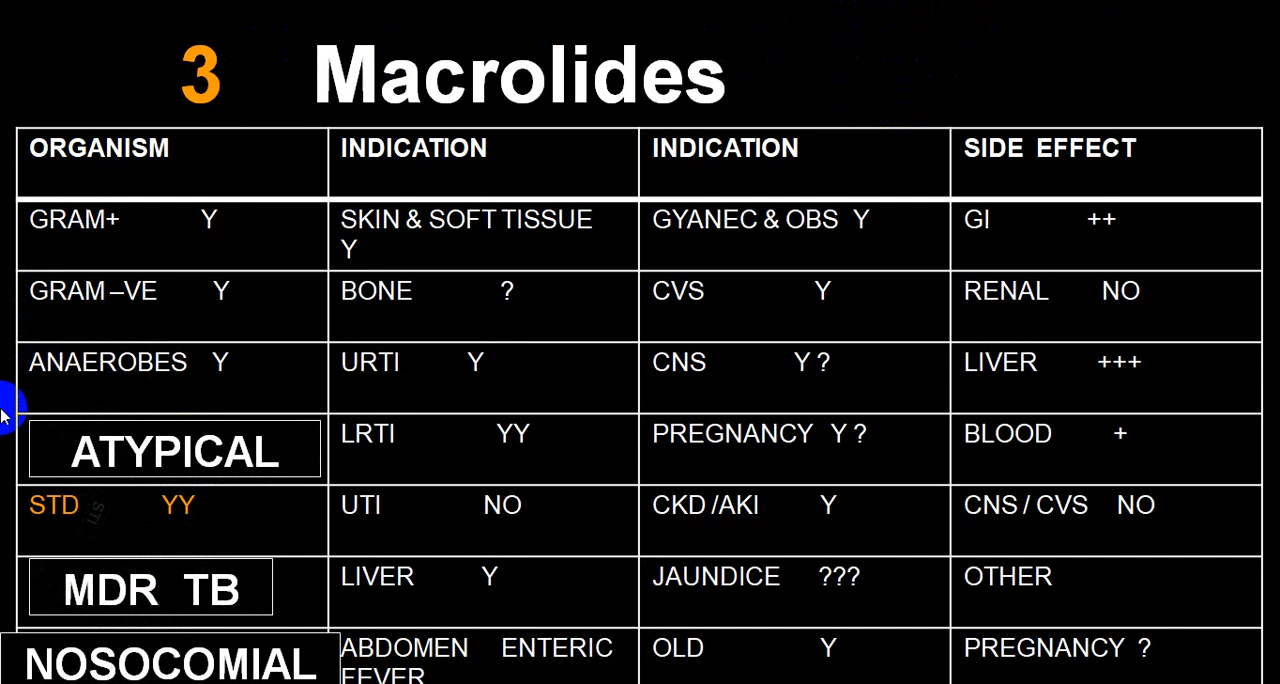 3 Macrolides
ORGANISM INDICATION INDICATION SIDE EFFECT
GRAM+ Y SKIN & SOFT TISSUE GYANEC & OBS Y GI ++
Y
GRAM –VE Y BONE ? CVS Y RENAL NO
ANAEROBES Y URTI Y CNS Y ? LIVER +++
ATYPICAL LRTI YY PREGNANCY Y ? BLOOD +
STD YY UTI NO CKD /AKI Y CNS / CVS NO
STI
MDR TB LIVER Y JAUNDICE ??? OTHER
NOSOCOMIAL ABDOMEN ENTERIC OLD Y PREGNANCY ?
FEVER